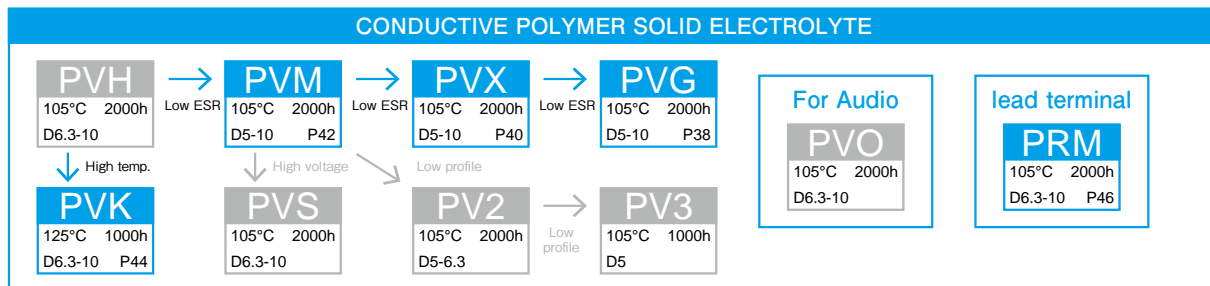 CONDUCTIVE POLYMER SOLID ELECTROLYTE
PVH
105°C 2000h
D6.3-10
Low ESR
PVM
105°C 2000h
D5-10 P42
Low ESR
PVX
105°C 2000h
D5-10 P40
Low ESR
PVG
105°C 2000h
D5-10 P38
High temp.
High voltage
Low profile
PVK
125°C 1000h
D6.3-10 P44
PVS
105°C 2000h
D6.3-10
PV2
105°C 2000h
D5-6.3
Low
profile
PV3
105°C 1000h
D5
For Audio
PVO
105°C 2000h
D6.3-10
lead terminal
PRM
105°C 2000h
D6.3-10 P46